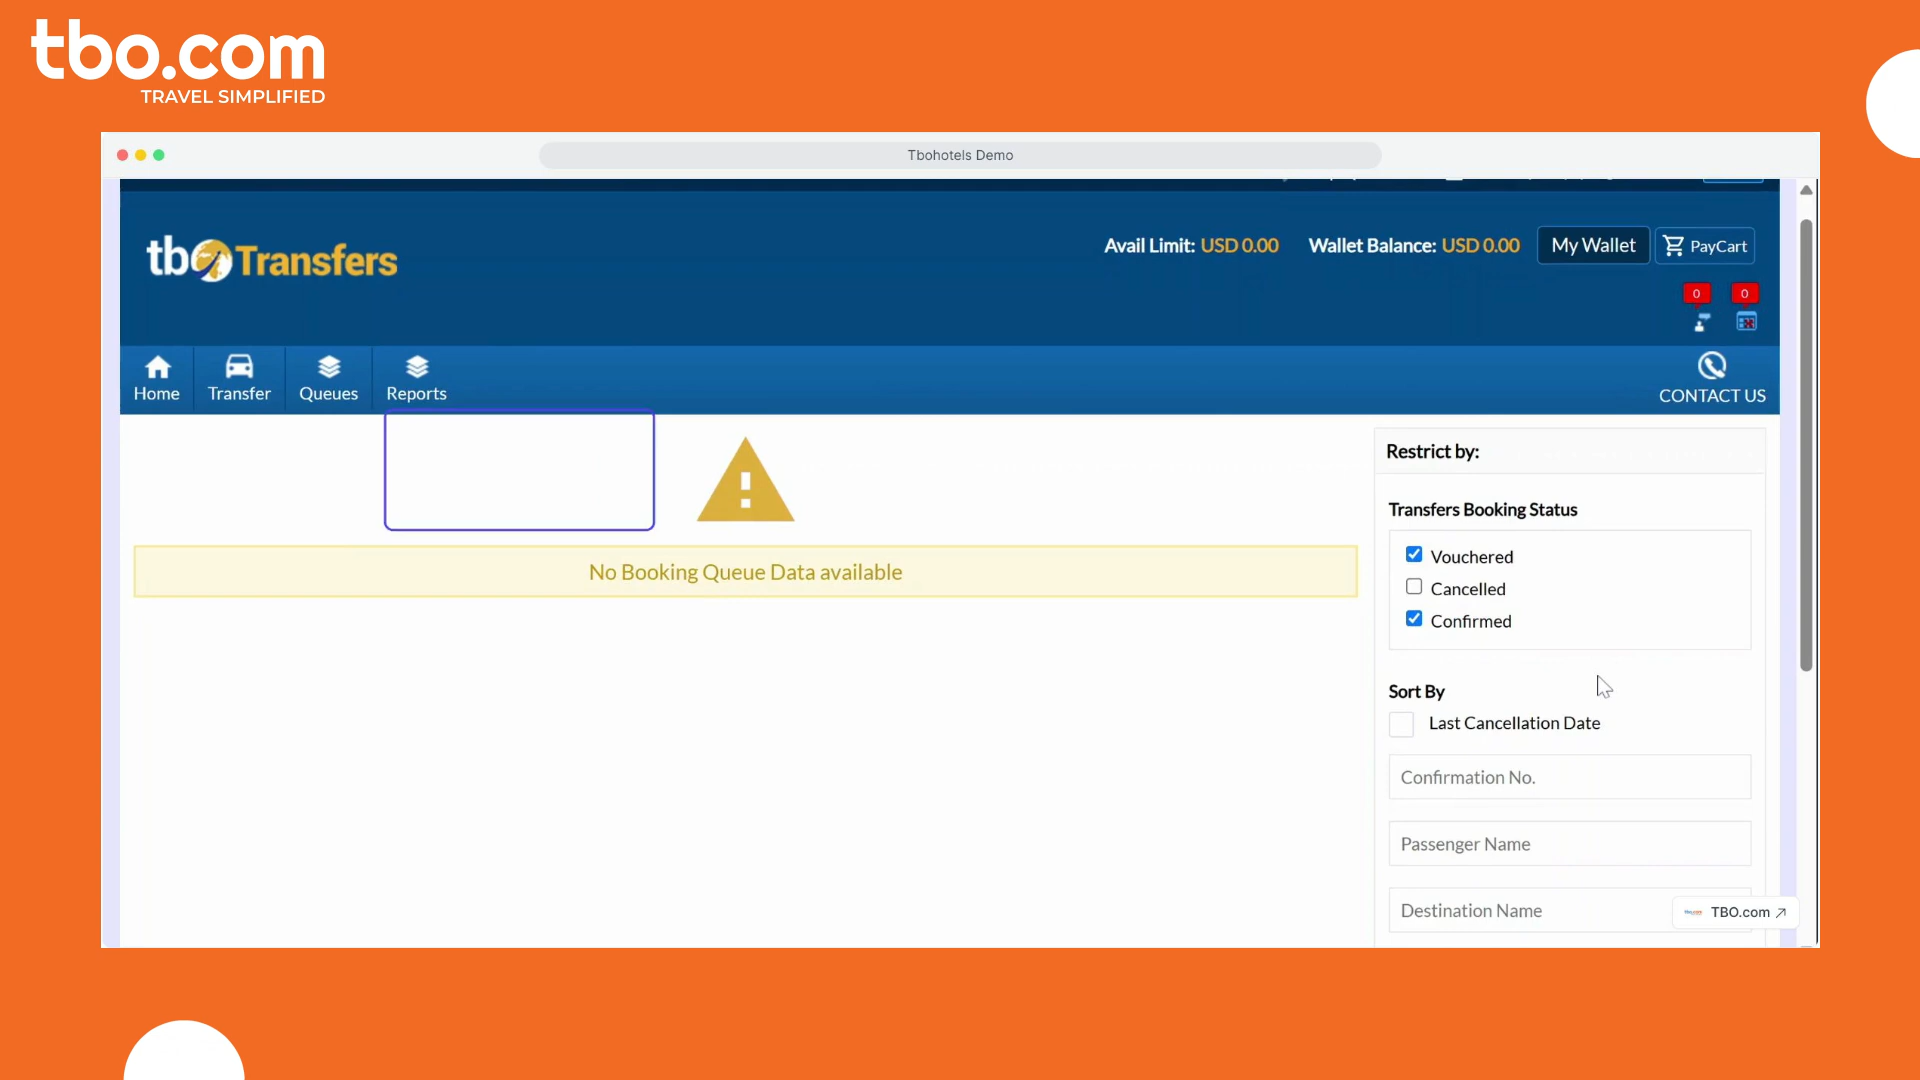 tbo.com
TRAVEL SIMPLIFIED
Tbohotels Demo
tbo Transfers
Avail Limit: USD 0.00
Wallet Balance: USD 0.00
My Wallet
PayCart
0
0
Home
Transfer
Queues
Reports
CONTACT US
No Booking Queue Data available
Restrict by:
Transfers Booking Status
Vouchered
Cancelled
Confirmed
Sort By
Last Cancellation Date
Confirmation No.
Passenger Name
Destination Name
TBO.com